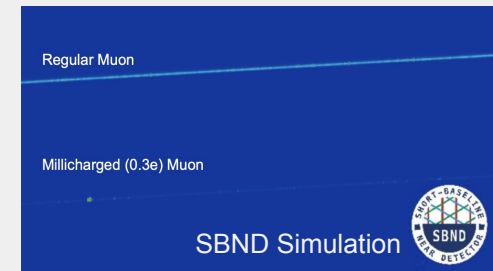 Regular Muon
Millicharged (0.3e) Muon
SBND Simulation
SHORT-BASELINE
SBND
NEAR DETECTOR